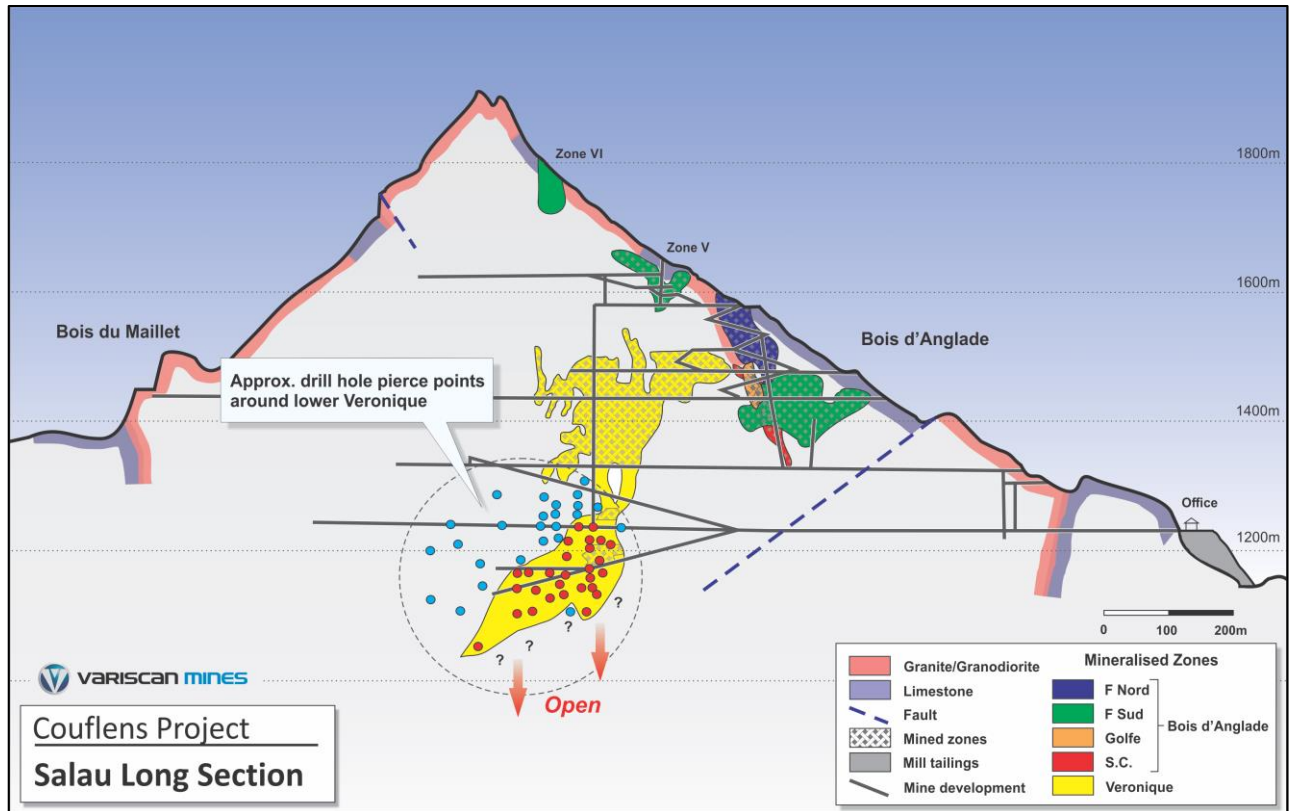 Zone VI
1800m
Zone V
1600m
Bois du Maillet
Bois d'Anglade
Approx. drill hole pierce points
around lower Veronique
1400m
Office
1200m
?
?
?
?
0 100 200m
Open
VARISCAN MINES
Couflens Project
Salau Long Section
Granite/Granodiorite
Limestone
Fault
Mined zones
Mill tailings
Mine development
Mineralised Zones
F Nord
F Sud
Golfe
S.C.
Veronique
Bois d'Anglade